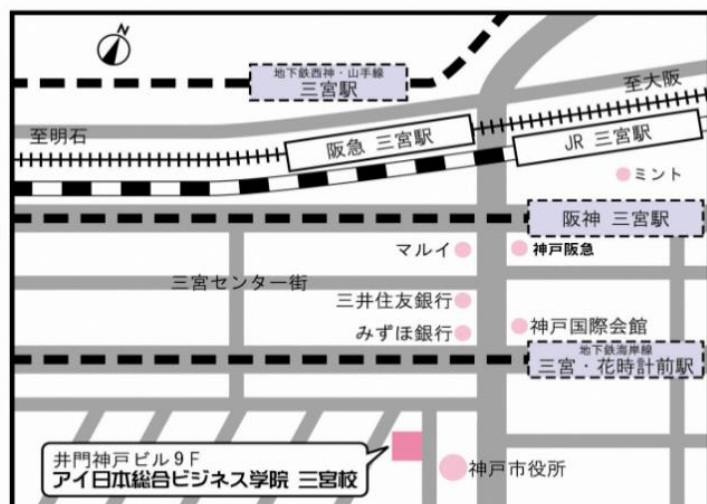 N
地下鉄西神・山手線
三宮駅
至大阪
至明石
阪急 三宮駅
JR 三宮駅
ミント
阪神 三宮駅
マルイ
神戸阪急
三宮センター街
三井住友銀行
みずほ銀行
神戸国際会館
地下鉄海岸線
三宮・花時計前駅
井門神戸ビル9F
アイ日本総合ビジネス学院 三宮校
神戸市役所